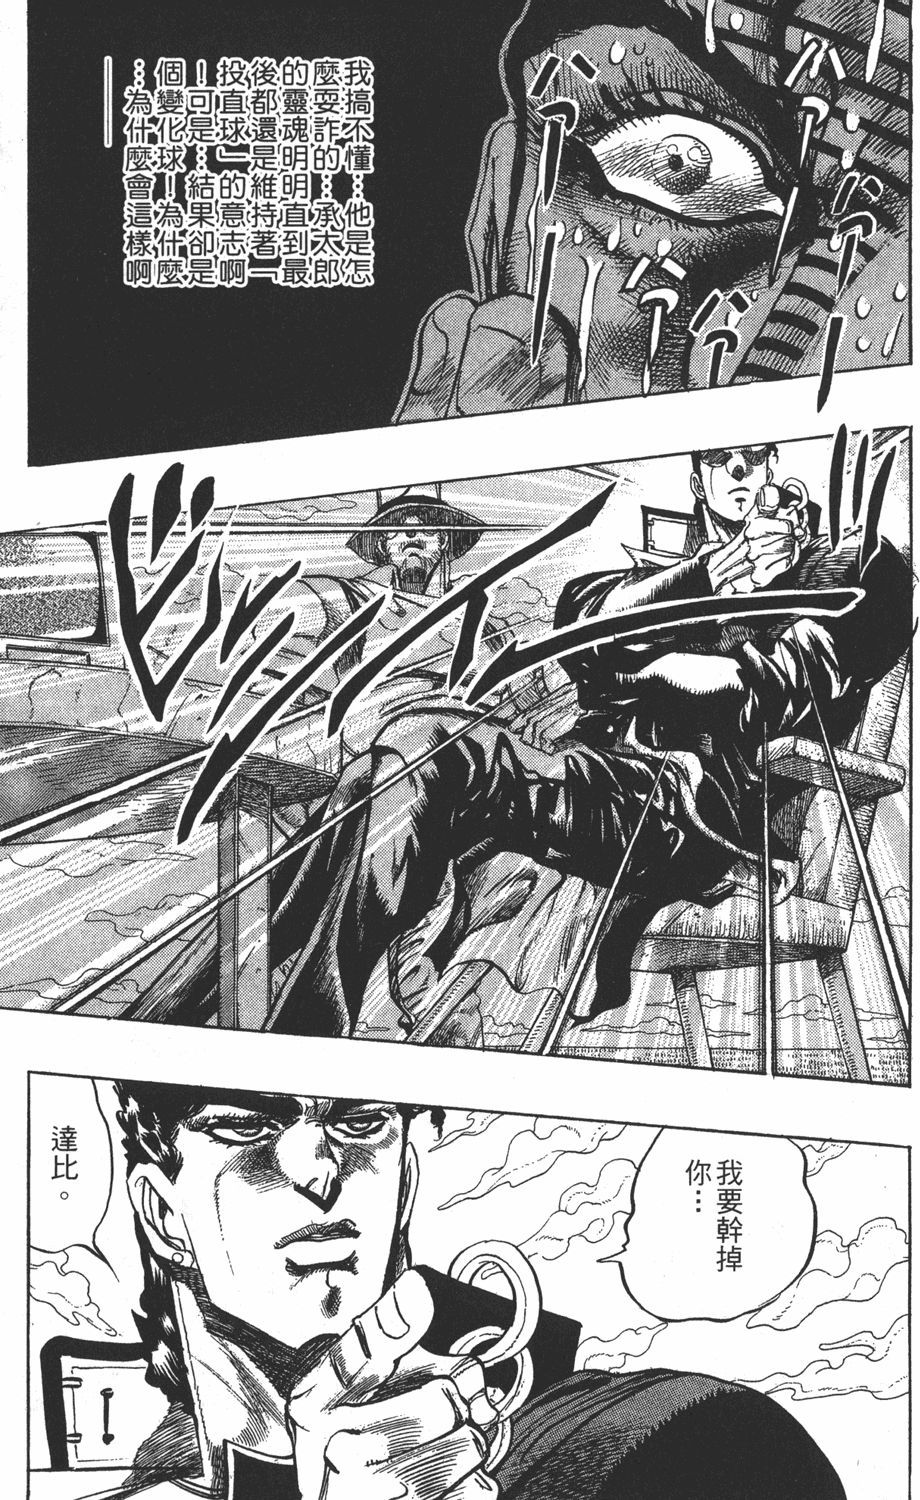 我搞不懂…他是怎
麼耍詐的…承太郎
的靈魂明明直到最
後都還是維持著「
投直球」的意志啊
！可是…結果卻是
個變化球！為什麼
…為什麼會這樣啊
——
我要幹掉
你…
達比。